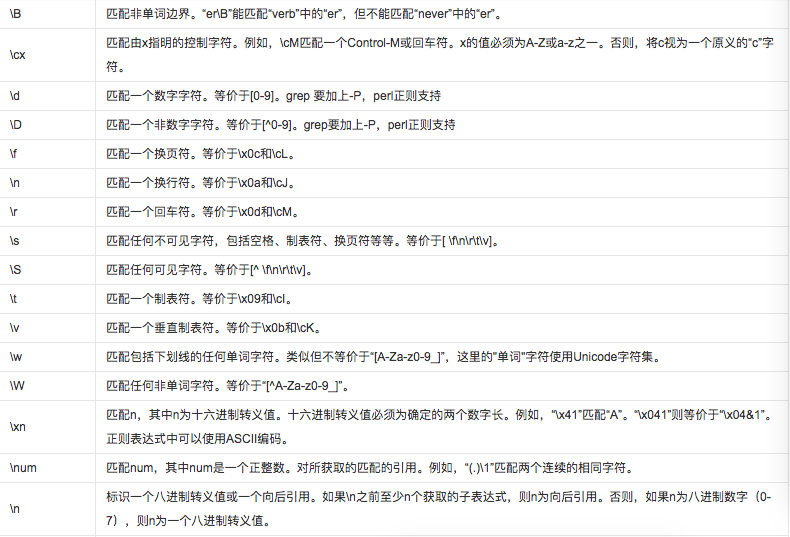 \B 匹配非单词边界。“er\B”能匹配“verb”中的“er”，但不能匹配“never”中的“er”。
\cx 匹配由x指明的控制字符。例如，\cM匹配一个Control-M或回车符。x的值必须为A-Z或a-z之一。否则，将c视为一个原义的“c”字
符。
\d 匹配一个数字字符。等价于[0-9]。grep 要加上-P，perl正则支持
\D 匹配一个非数字字符。等价于[^0-9]。grep要加上-P，perl正则支持
\f 匹配一个换页符。等价于\x0c和\cL。
\n 匹配一个换行符。等价于\x0a和\cJ。
\r 匹配一个回车符。等价于\x0d和\cM。
\s 匹配任何不可见字符，包括空格、制表符、换页符等等。等价于[ \f\n\r\t\v]。
\S 匹配任何可见字符。等价于[^ \f\n\r\t\v]。
\t 匹配一个制表符。等价于\x09和\cI。
\v 匹配一个垂直制表符。等价于\x0b和\cK。
\w 匹配包括下划线的任何单词字符。类似但不等价于“[A-Za-z0-9_]”，这里的"单词"字符使用Unicode字符集。
\W 匹配任何非单词字符。等价于“[^A-Za-z0-9_]”。
\xn 匹配n，其中n为十六进制转义值。十六进制转义值必须为确定的两个数字长。例如，“\x41”匹配“A”。“\x041”则等价于“\x04&1”。
正则表达式中可以使用ASCII编码。
\num 匹配num，其中num是一个正整数。对所获取的匹配的引用。例如，“(.)\1”匹配两个连续的相同字符。
\n 标识一个八进制转义值或一个向后引用。如果\n之前至少n个获取的子表达式，则n为向后引用。否则，如果n为八进制数字（0-
7），则n为一个八进制转义值。